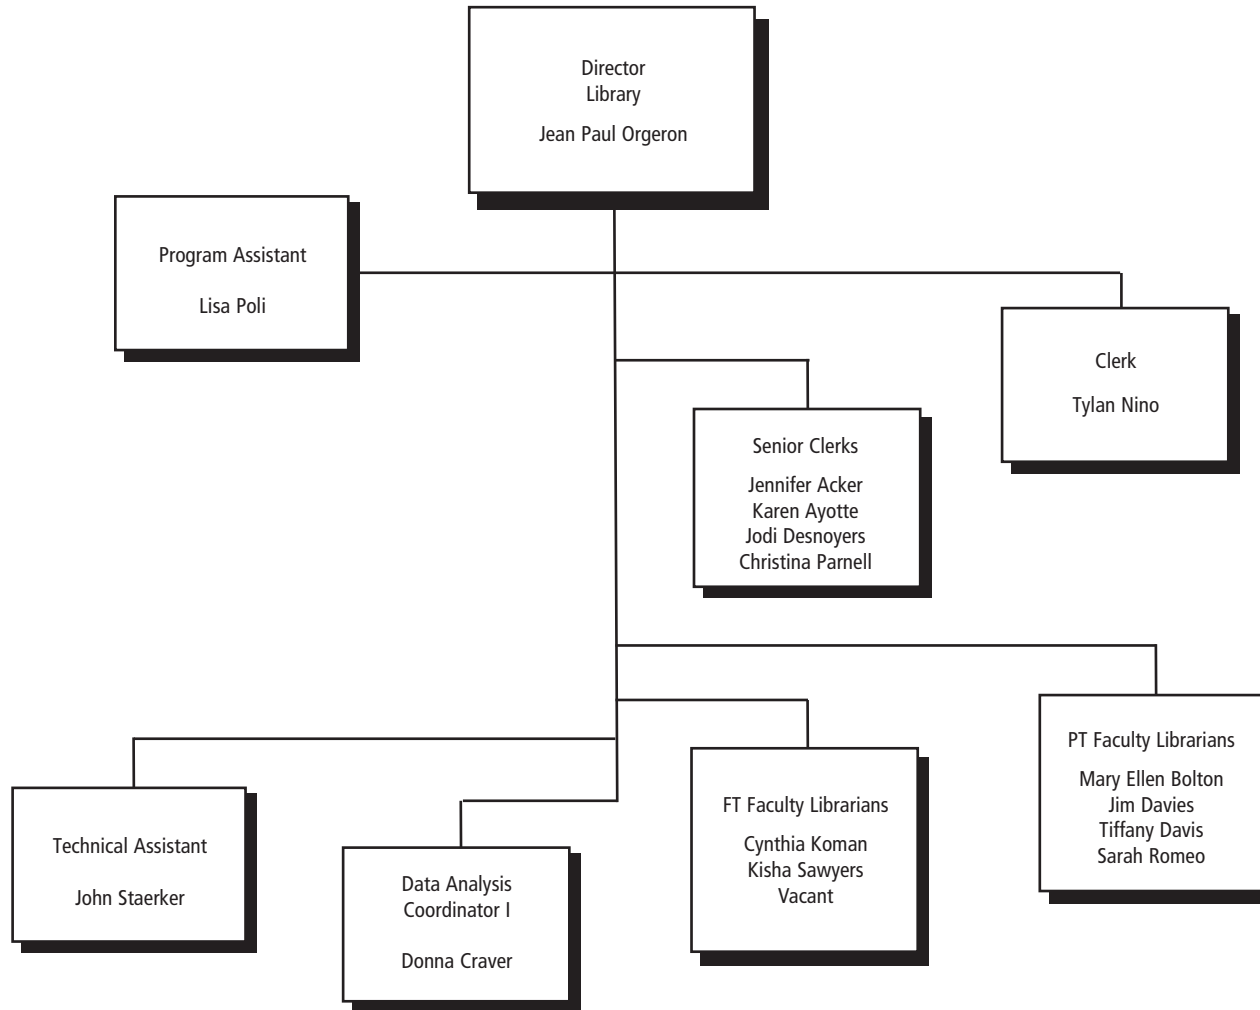 Director
Library
Jean Paul Orgeron
Program Assistant
Lisa Poli
Clerk
Tylan Nino
Senior Clerks
Jennifer Acker
Karen Ayotte
Jodi Desnoyers
Christina Parnell
PT Faculty Librarians
Mary Ellen Bolton
Jim Davies
Tiffany Davis
Sarah Romeo
FT Faculty Librarians
Cynthia Koman
Kisha Sawyers
Vacant
Technical Assistant
John Staerker
Data Analysis
Coordinator I
Donna Craver